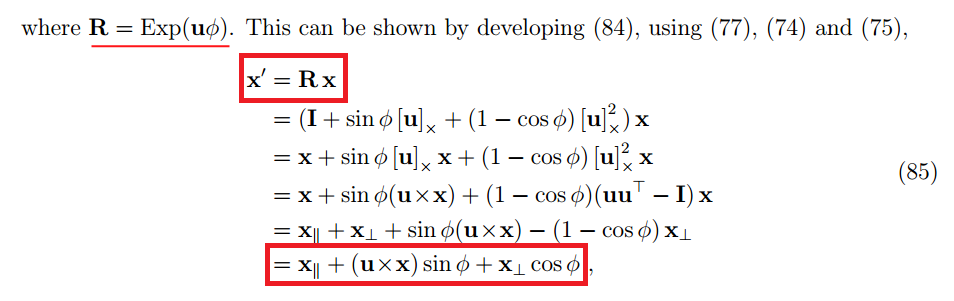 where R = Exp(uϕ). This can be shown by developing (84), using (77), (74) and (75),
x′ = R x
= (I + sin ϕ [u]× + (1 − cos ϕ) [u]²×) x
= x + sin ϕ [u]× x + (1 − cos ϕ) [u]²× x
= x + sin ϕ(u×x) + (1 − cos ϕ)(uu⊤ − I) x
(85)
= x∥ + x⊥ + sin ϕ(u×x) − (1 − cos ϕ) x⊥
= x∥ + (u×x) sin ϕ + x⊥ cos ϕ ,